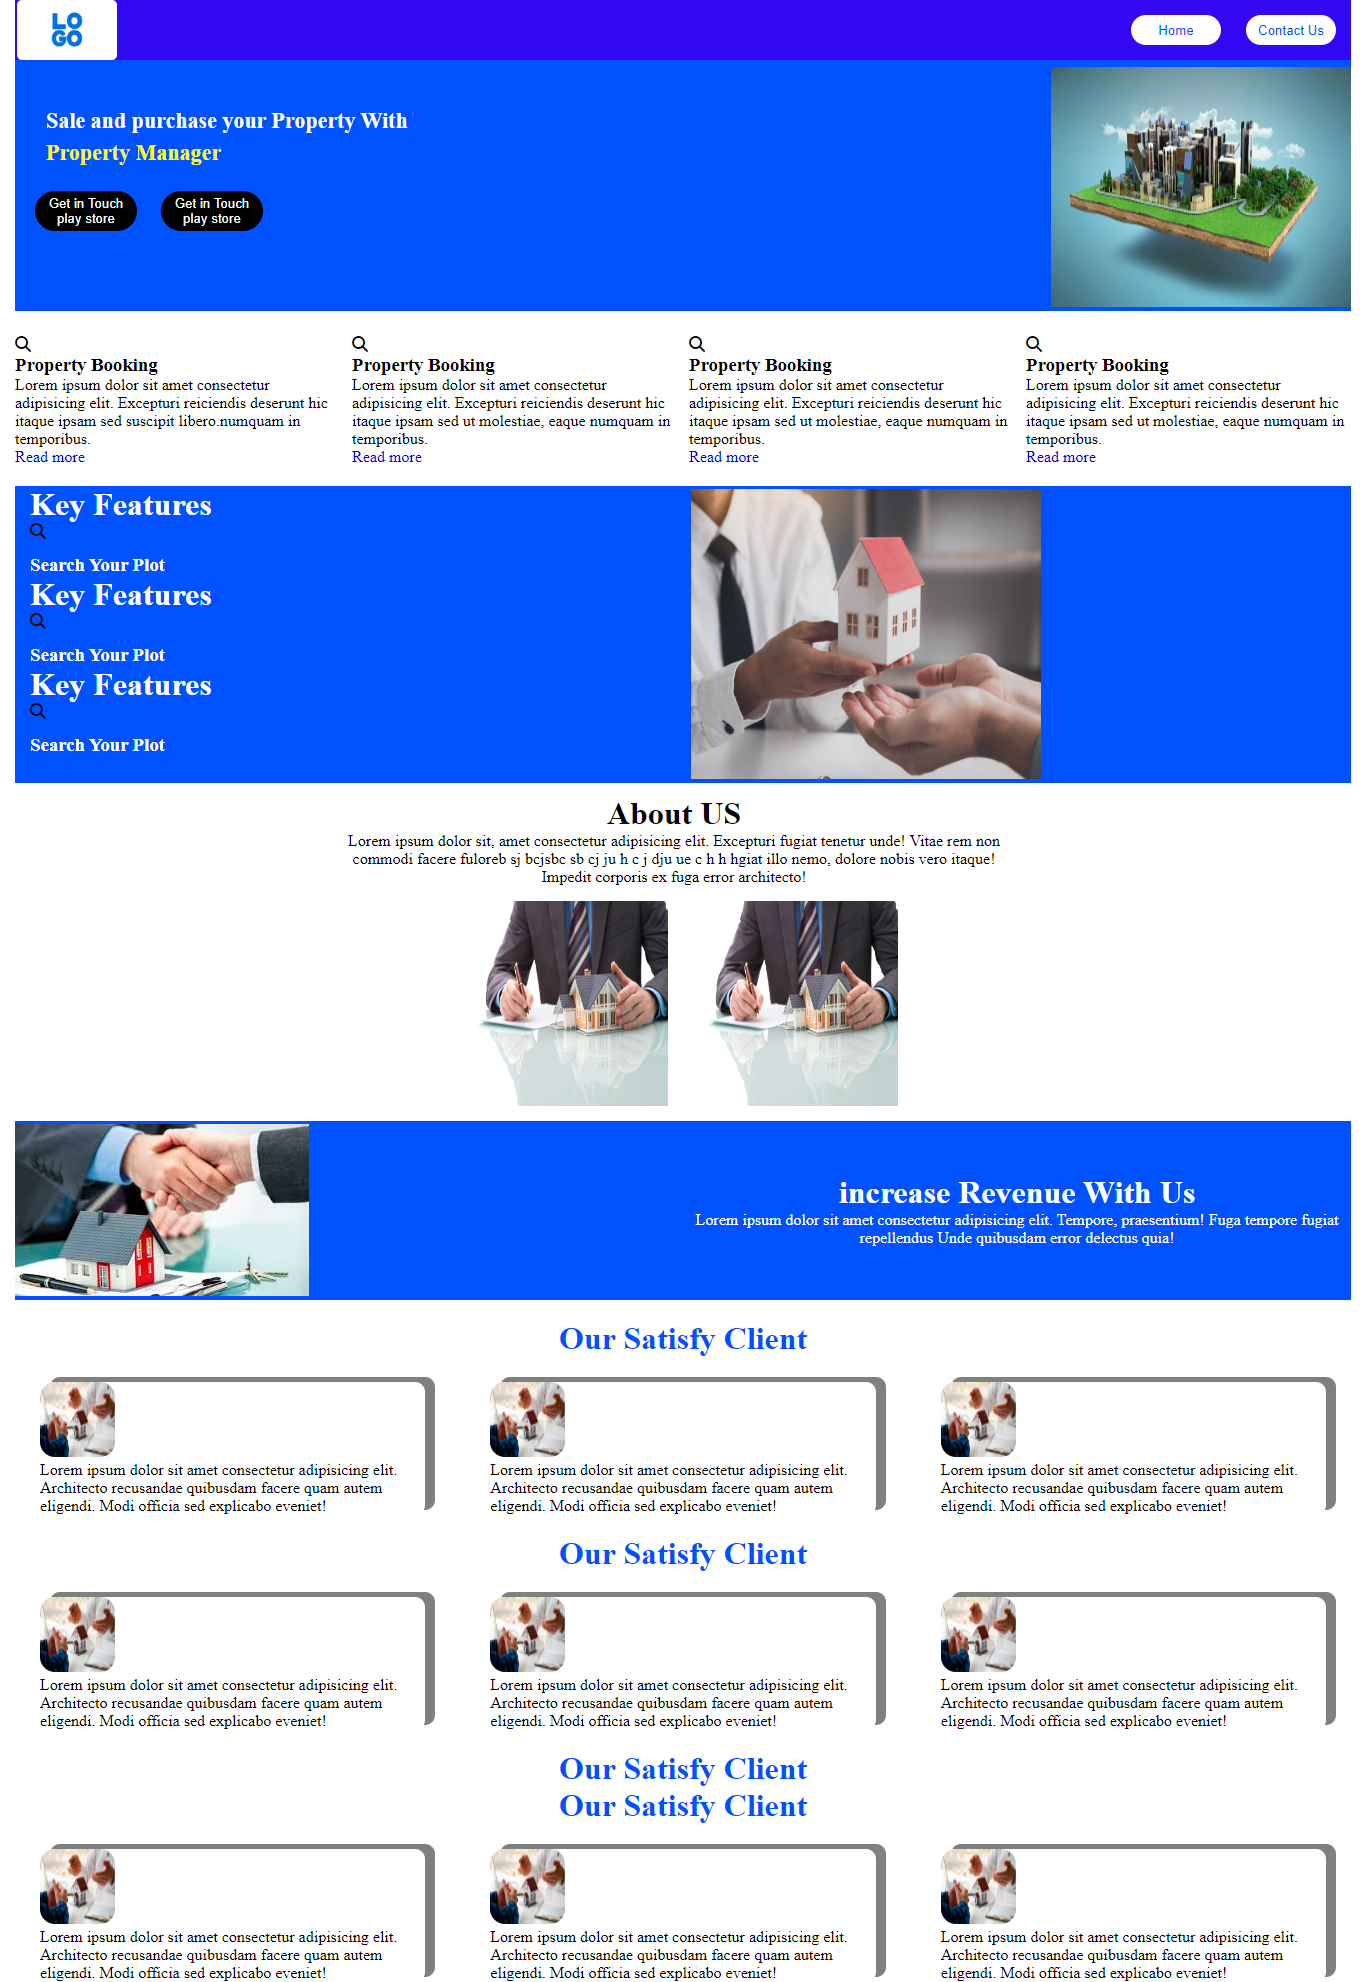 LO
GO
Home
Contact Us
Sale and purchase your Property With
Property Manager
Get in Touch
play store
Get in Touch
play store
Property Booking
Lorem ipsum dolor sit amet consectetur
adipisicing elit. Excepturi reiciendis deserunt hic
itaque ipsam sed suscipit libero.numquam in
temporibus.
Read more
Property Booking
Lorem ipsum dolor sit amet consectetur
adipisicing elit. Excepturi reiciendis deserunt hic
itaque ipsam sed ut molestiae, eaque numquam in
temporibus.
Read more
Property Booking
Lorem ipsum dolor sit amet consectetur
adipisicing elit. Excepturi reiciendis deserunt hic
itaque ipsam sed ut molestiae, eaque numquam in
temporibus.
Read more
Property Booking
Lorem ipsum dolor sit amet consectetur
adipisicing elit. Excepturi reiciendis deserunt hic
itaque ipsam sed ut molestiae, eaque numquam in
temporibus.
Read more
Key Features
Search Your Plot
Key Features
Search Your Plot
Key Features
Search Your Plot
About US
Lorem ipsum dolor sit, amet consectetur adipisicing elit. Excepturi fugiat tenetur unde! Vitae rem non
commodi facere fuloreb sj bcjsbc sb cj ju h c j dju ue c h h hgiat illo nemo, dolore nobis vero itaque!
Impedit corporis ex fuga error architecto!
increase Revenue With Us
Lorem ipsum dolor sit amet consectetur adipisicing elit. Tempore, praesentium! Fuga tempore fugiat
repellendus Unde quibusdam error delectus quia!
Our Satisfy Client
Lorem ipsum dolor sit amet consectetur adipisicing elit.
Architecto recusandae quibusdam facere quam autem
eligendi. Modi officia sed explicabo eveniet!
Lorem ipsum dolor sit amet consectetur adipisicing elit.
Architecto recusandae quibusdam facere quam autem
eligendi. Modi officia sed explicabo eveniet!
Lorem ipsum dolor sit amet consectetur adipisicing elit.
Architecto recusandae quibusdam facere quam autem
eligendi. Modi officia sed explicabo eveniet!
Our Satisfy Client
Lorem ipsum dolor sit amet consectetur adipisicing elit.
Architecto recusandae quibusdam facere quam autem
eligendi. Modi officia sed explicabo eveniet!
Lorem ipsum dolor sit amet consectetur adipisicing elit.
Architecto recusandae quibusdam facere quam autem
eligendi. Modi officia sed explicabo eveniet!
Lorem ipsum dolor sit amet consectetur adipisicing elit.
Architecto recusandae quibusdam facere quam autem
eligendi. Modi officia sed explicabo eveniet!
Our Satisfy Client
Our Satisfy Client
Lorem ipsum dolor sit amet consectetur adipisicing elit.
Architecto recusandae quibusdam facere quam autem
eligendi. Modi officia sed explicabo eveniet!
Lorem ipsum dolor sit amet consectetur adipisicing elit.
Architecto recusandae quibusdam facere quam autem
eligendi. Modi officia sed explicabo eveniet!
Lorem ipsum dolor sit amet consectetur adipisicing elit.
Architecto recusandae quibusdam facere quam autem
eligendi. Modi officia sed explicabo eveniet!